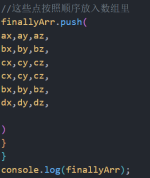 //这些点按照顺序放入数组里
finallyArr.push(
ax,ay,az,
bx,by,bz,
cx,cy,cz,
cx,cy,cz,
bx,by,bz,
dx,dy,dz,
)
}
}
console.log(finallyArr);